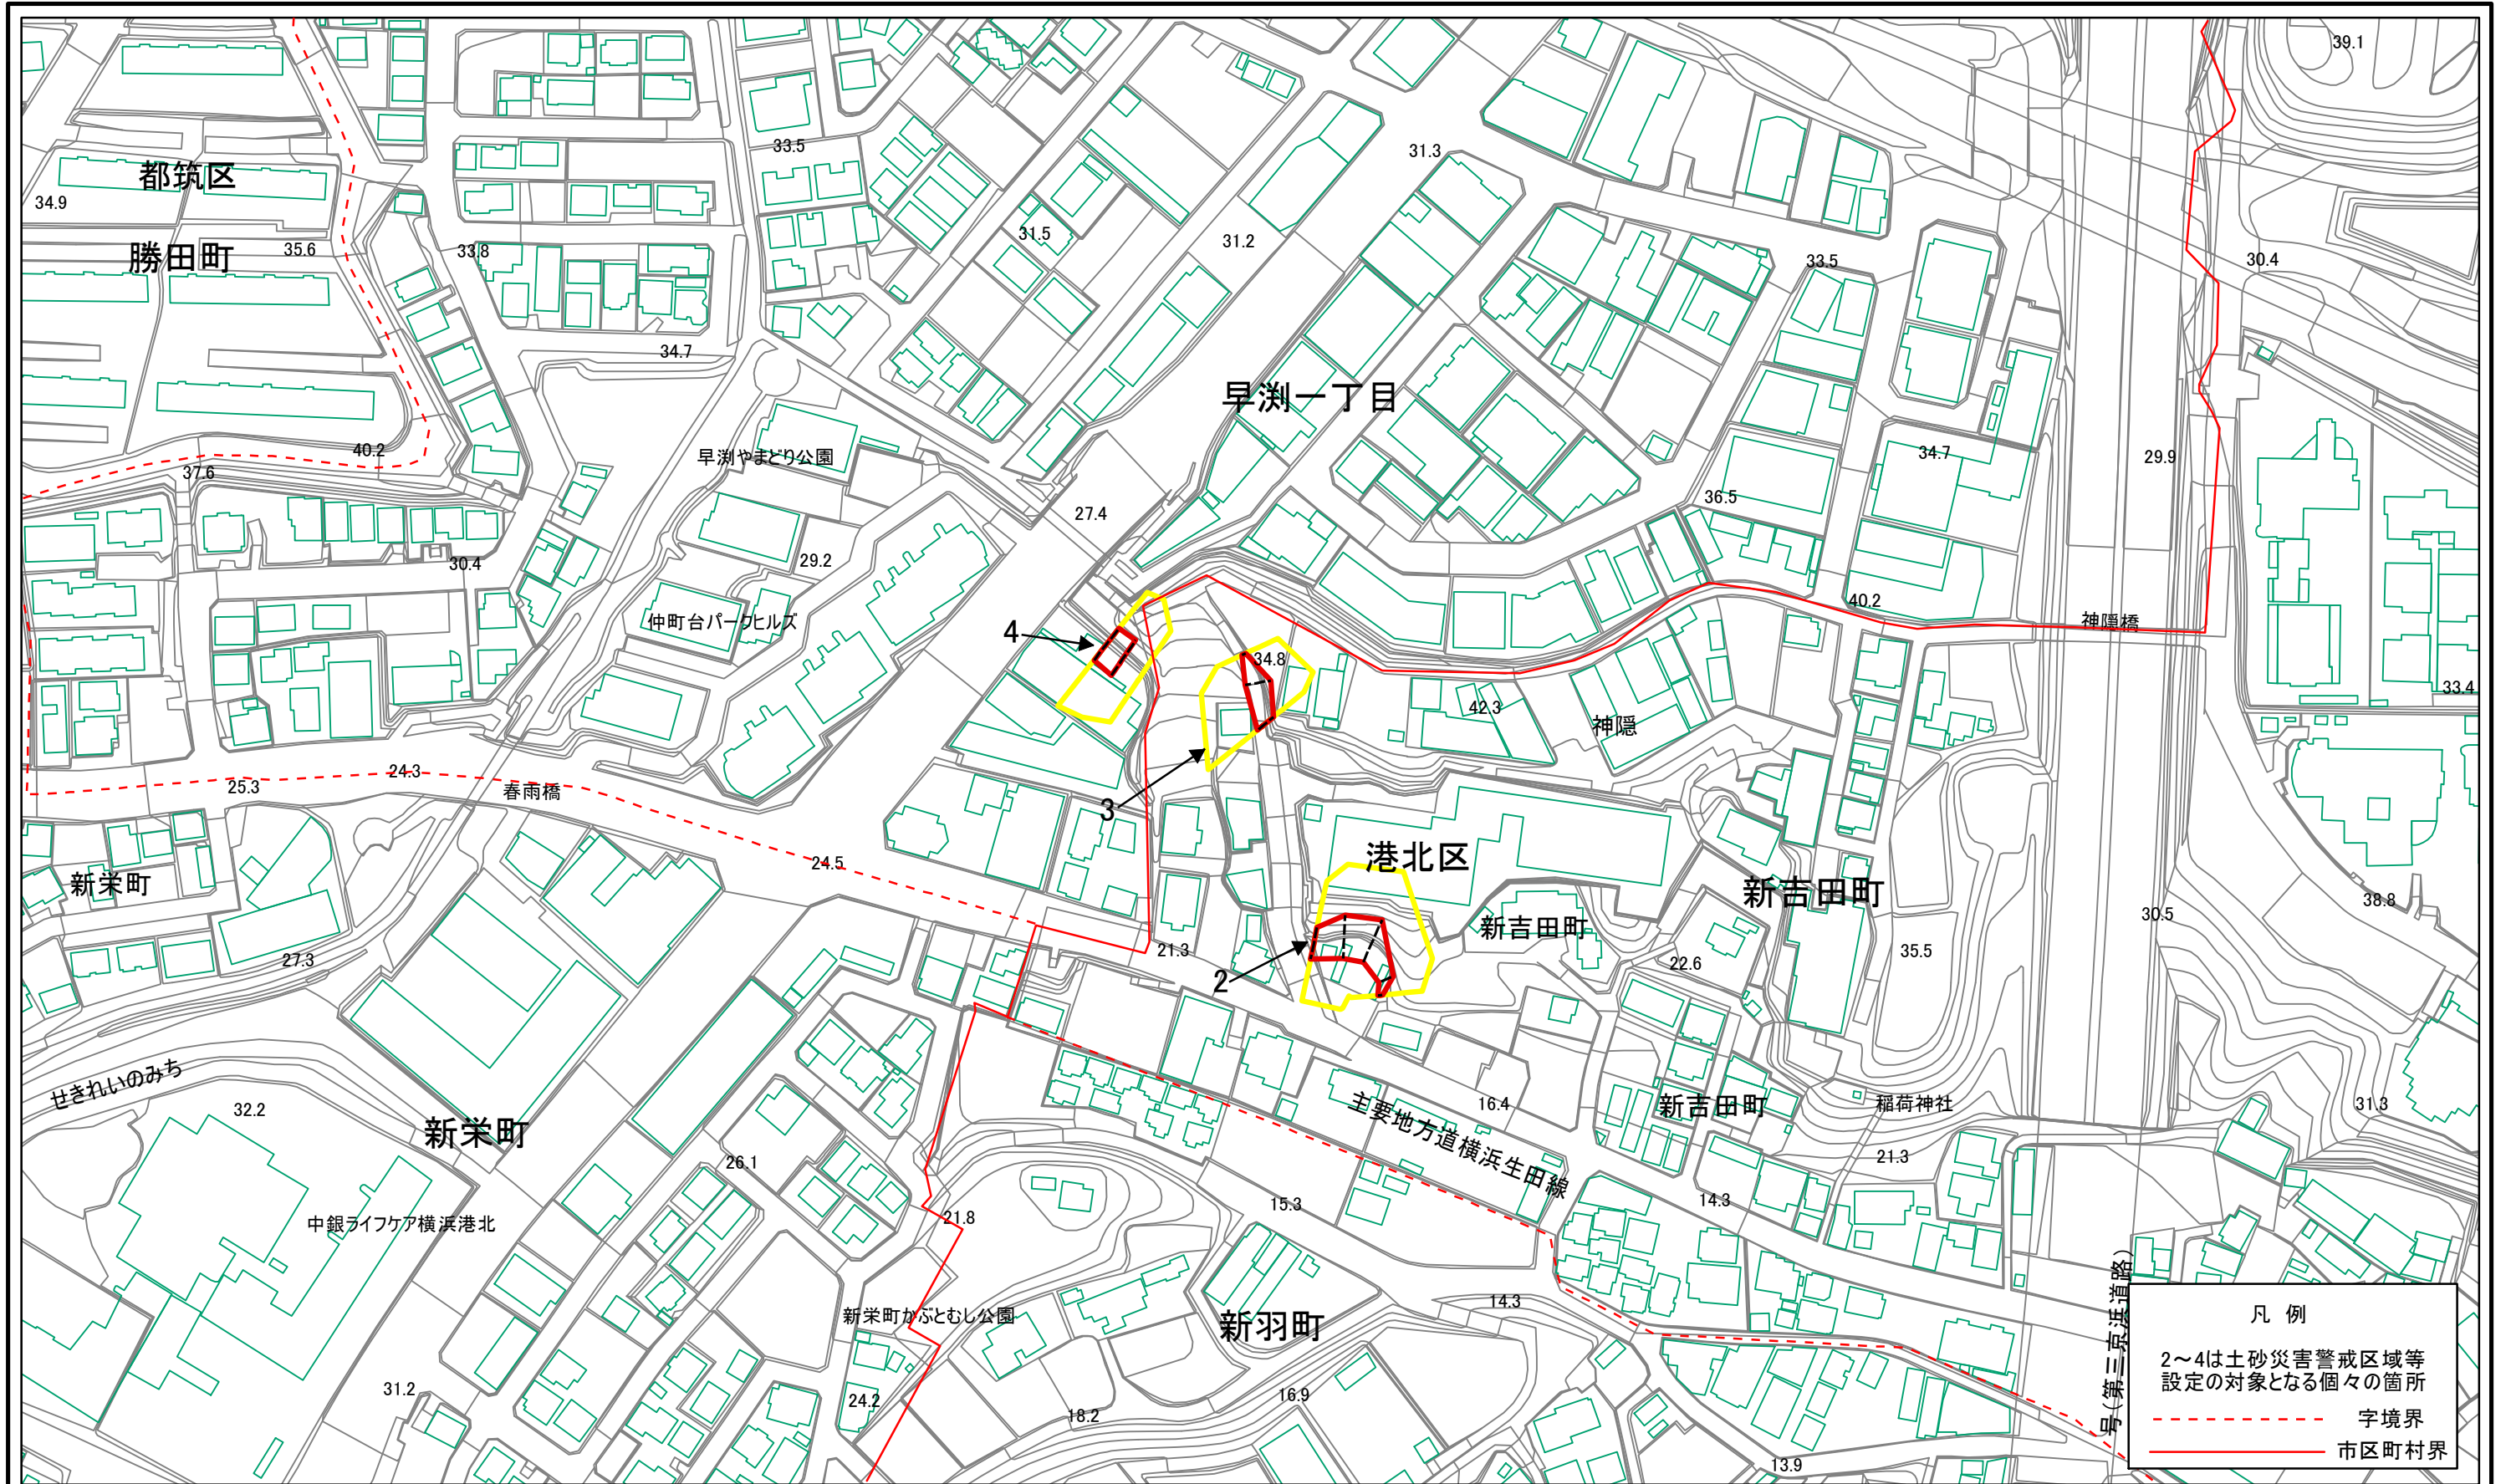 39.1
33.5
31.3
都筑区
34.9
31.5
31.2
33.8
35.6
勝田町
33.5
30.4
34.7
早渕一丁目
40.2
早渕やまどり公園
34.7
29.9
37.6
36.5
27.4
29.2
30.4
40.2
仲町台パークヒルズ
神隠橋
4
34.8
33.4
42.3
神隠
24.3
25.3
春雨橋
3
24.5
港北区
新栄町
新吉田町
38.8
30.5
新吉田町
21.3
35.5
27.3
22.6
2
せきれいのみち
32.2
主要地方道横浜生田線
16.4
新吉田町
稲荷神社
31.3
新栄町
26.1
21.3
15.3
14.3
中銀ライフケア横浜港北
21.8
号(第三京浜道路)
新栄町かぶとむし公園
新羽町
14.3
31.2
24.2
16.9
18.2
13.9
凡 例
2～4は土砂災害警戒区域等
設定の対象となる個々の箇所
字境界
市区町村界